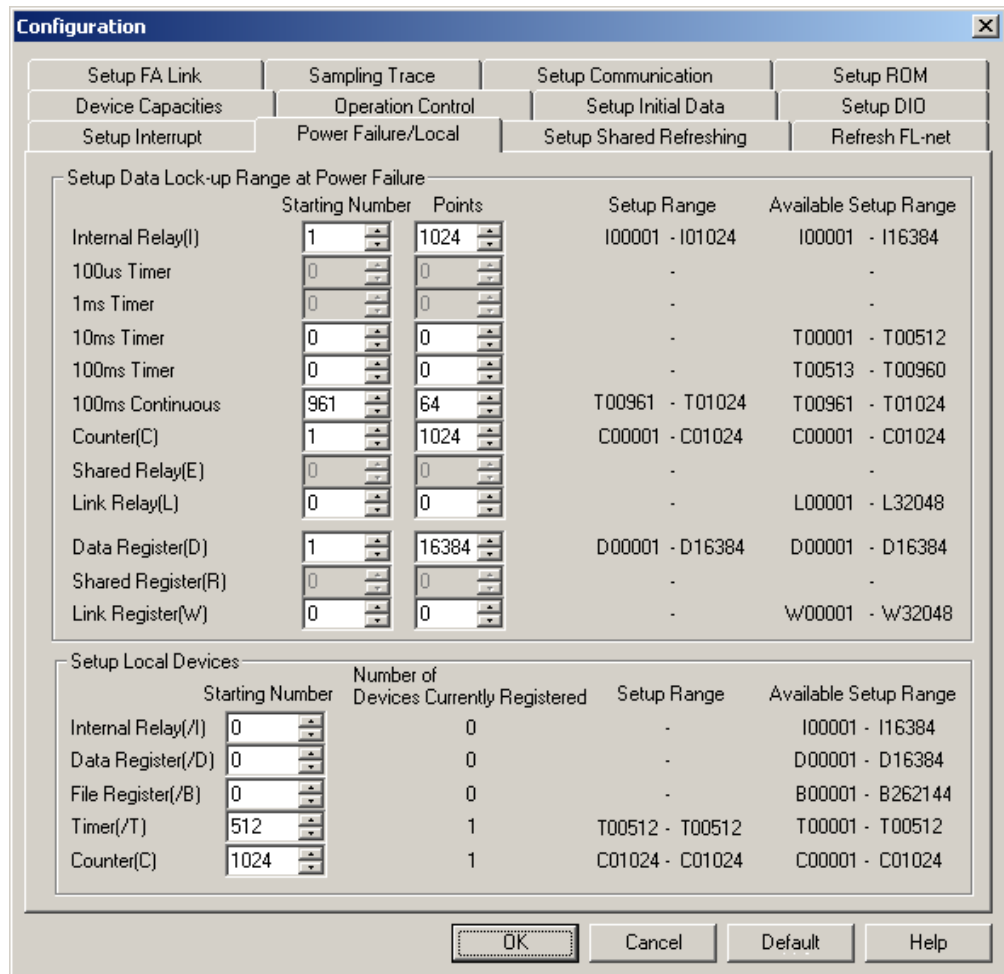 Configuration
Setup FA Link Sampling Trace Setup Communication Setup ROM
Device Capacities Operation Control Setup Initial Data Setup DIO
Setup Interrupt Power Failure/Local Setup Shared Refreshing Refresh FL-net
Setup Data Lock-up Range at Power Failure
Starting Number Points Setup Range Available Setup Range
Internal Relay(I) 1 1024 I00001 - I01024 I00001 - I16384
100us Timer 0 0 - -
1ms Timer 0 0 - -
10ms Timer 0 0 - T00001 - T00512
100ms Timer 0 0 - T00513 - T00960
100ms Continuous 961 64 T00961 - T01024 T00961 - T01024
Counter(C) 1 1024 C00001 - C01024 C00001 - C01024
Shared Relay(E) 0 0 - -
Link Relay(L) 0 0 - L00001 - L32048
Data Register(D) 1 16384 D00001 - D16384 D00001 - D16384
Shared Register(R) 0 0 - -
Link Register(W) 0 0 - W00001 - W32048
Setup Local Devices
Starting Number Number of Devices Currently Registered Setup Range Available Setup Range
Internal Relay(/I) 0 0 - I00001 - I16384
Data Register(/D) 0 0 - D00001 - D16384
File Register(/B) 0 0 - B00001 - B262144
Timer(/T) 512 1 T00512 - T00512 T00001 - T00512
Counter(C) 1024 1 C01024 - C01024 C00001 - C01024
OK Cancel Default Help